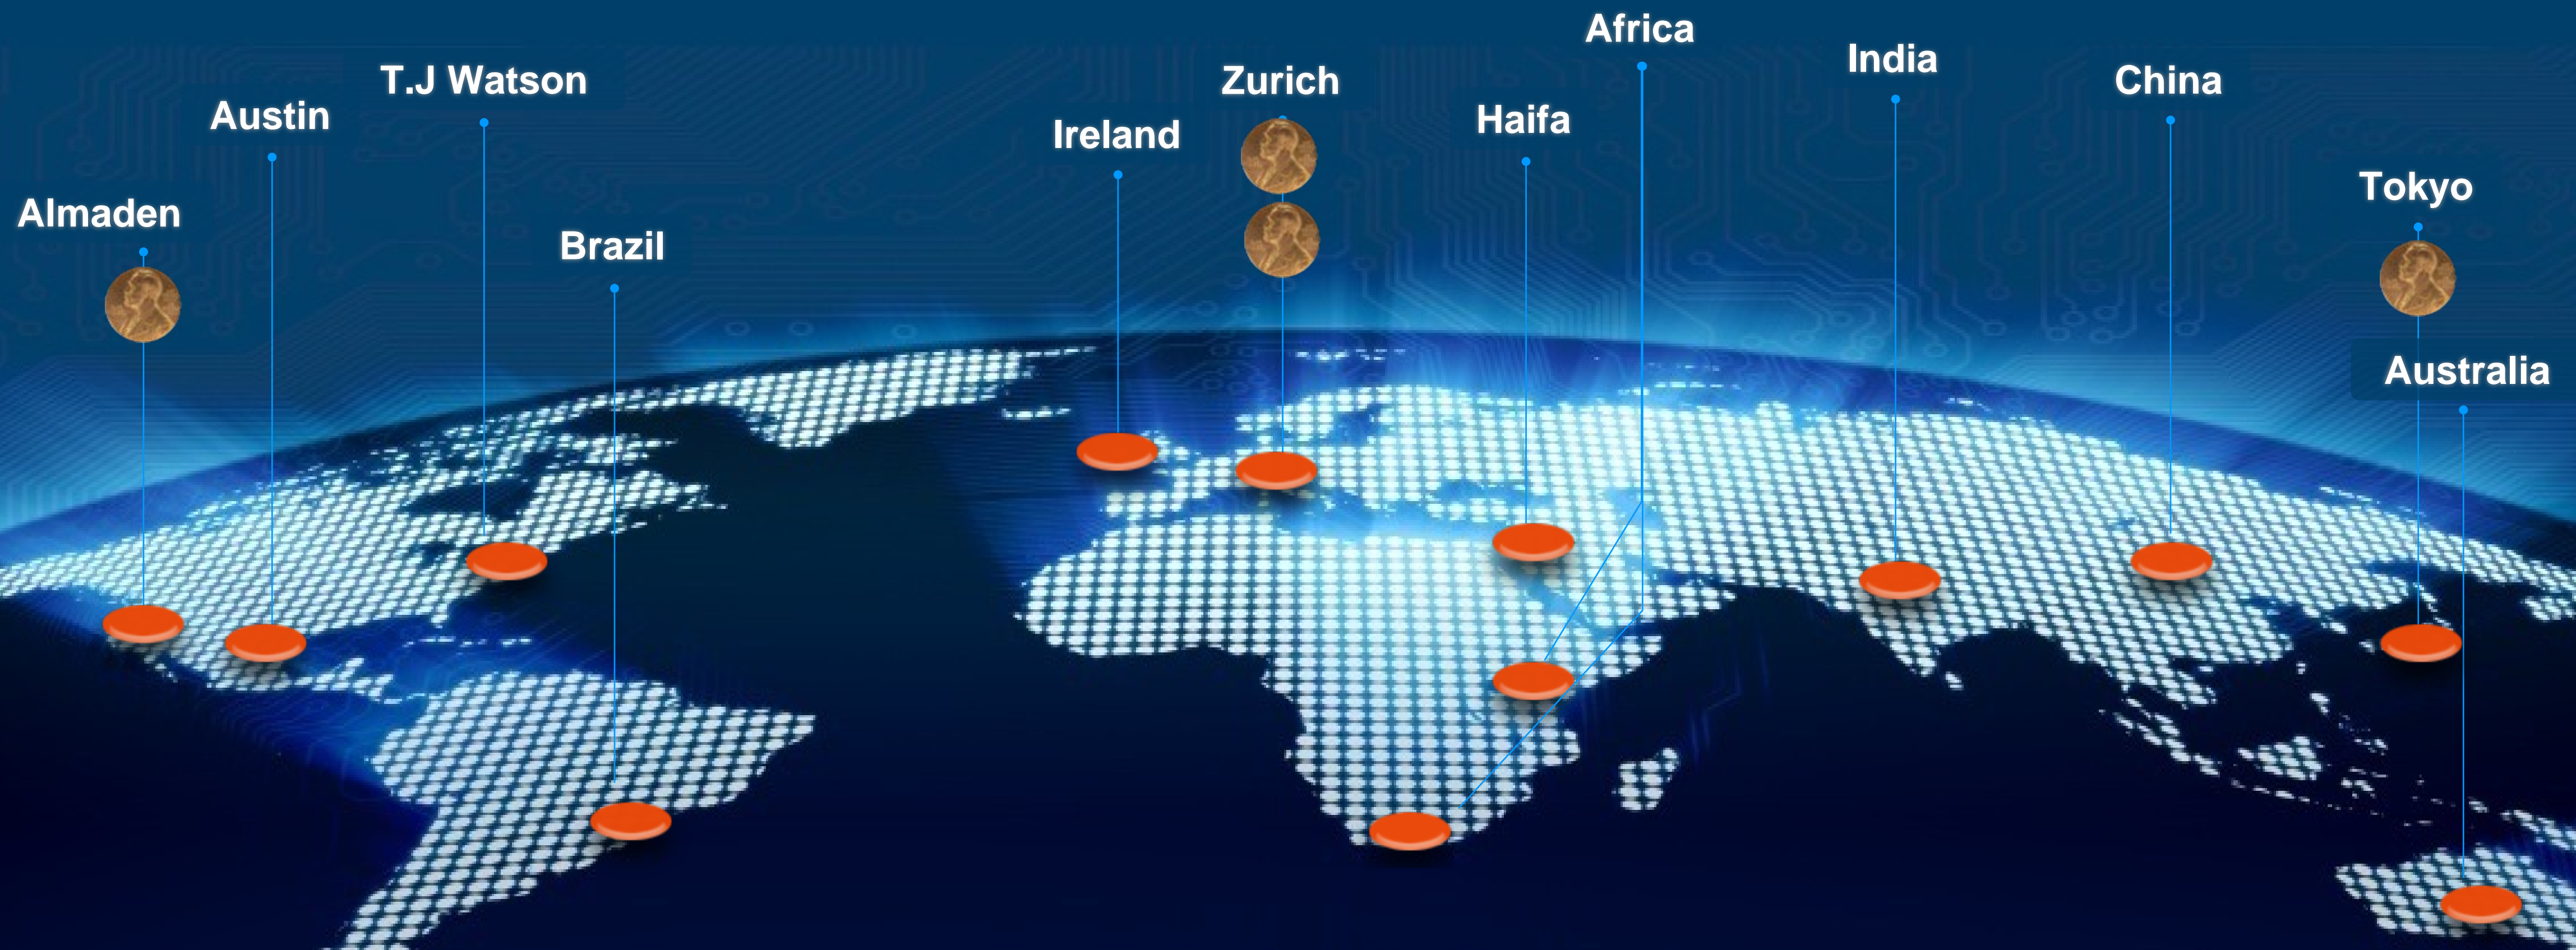 Africa
India
T.J Watson
Zurich
China
Austin
Haifa
Ireland
Tokyo
Almaden
Brazil
Australia